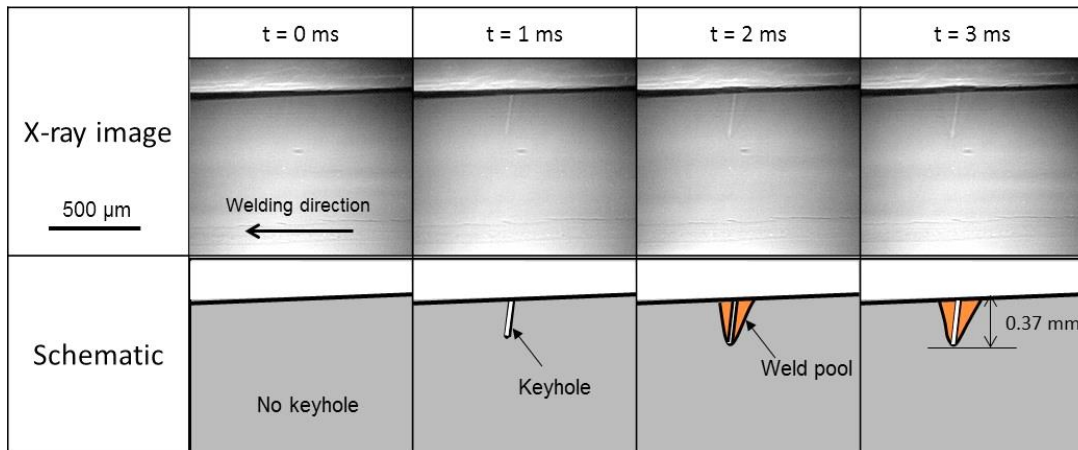 t = 0 ms
t = 1 ms
t = 2 ms
t = 3 ms
X-ray image
500 µm
Welding direction
Schematic
No keyhole
Keyhole
Weld pool
0.37 mm